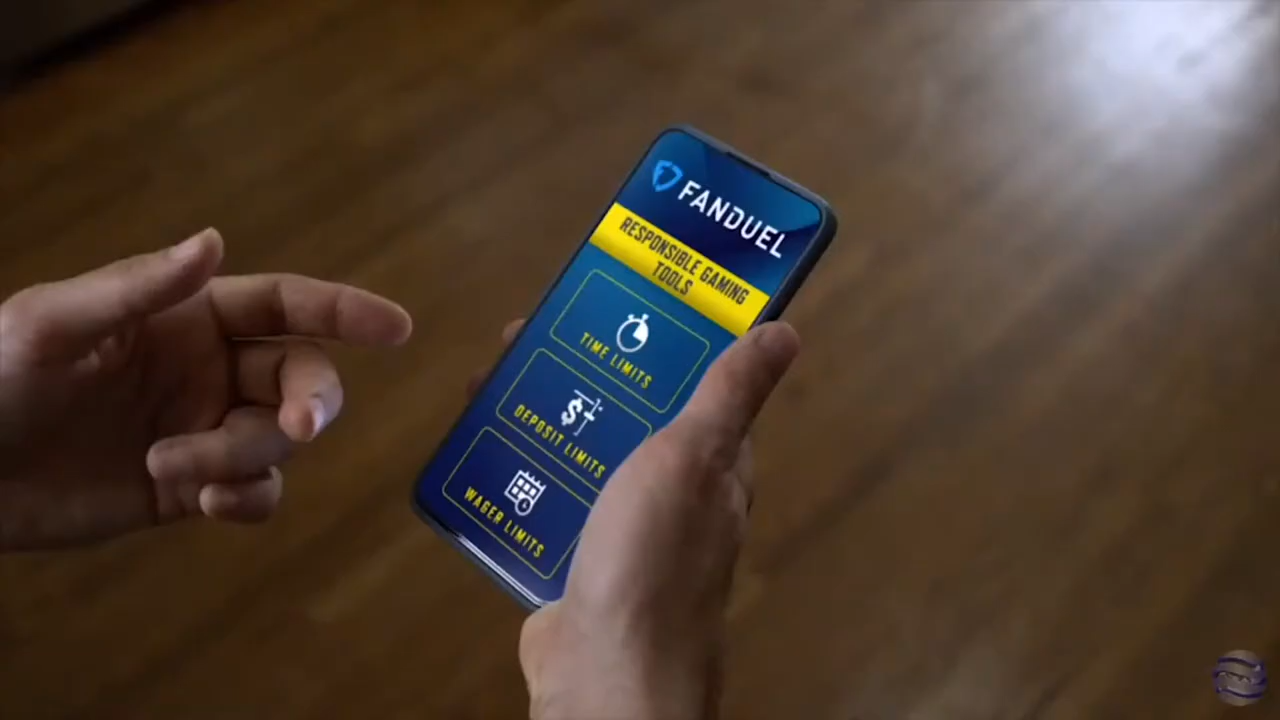 FANDUEL
RESPONSIBLE GAMING
TOOLS
TIME LIMITS
DEPOSIT LIMITS
WAGER LIMITS